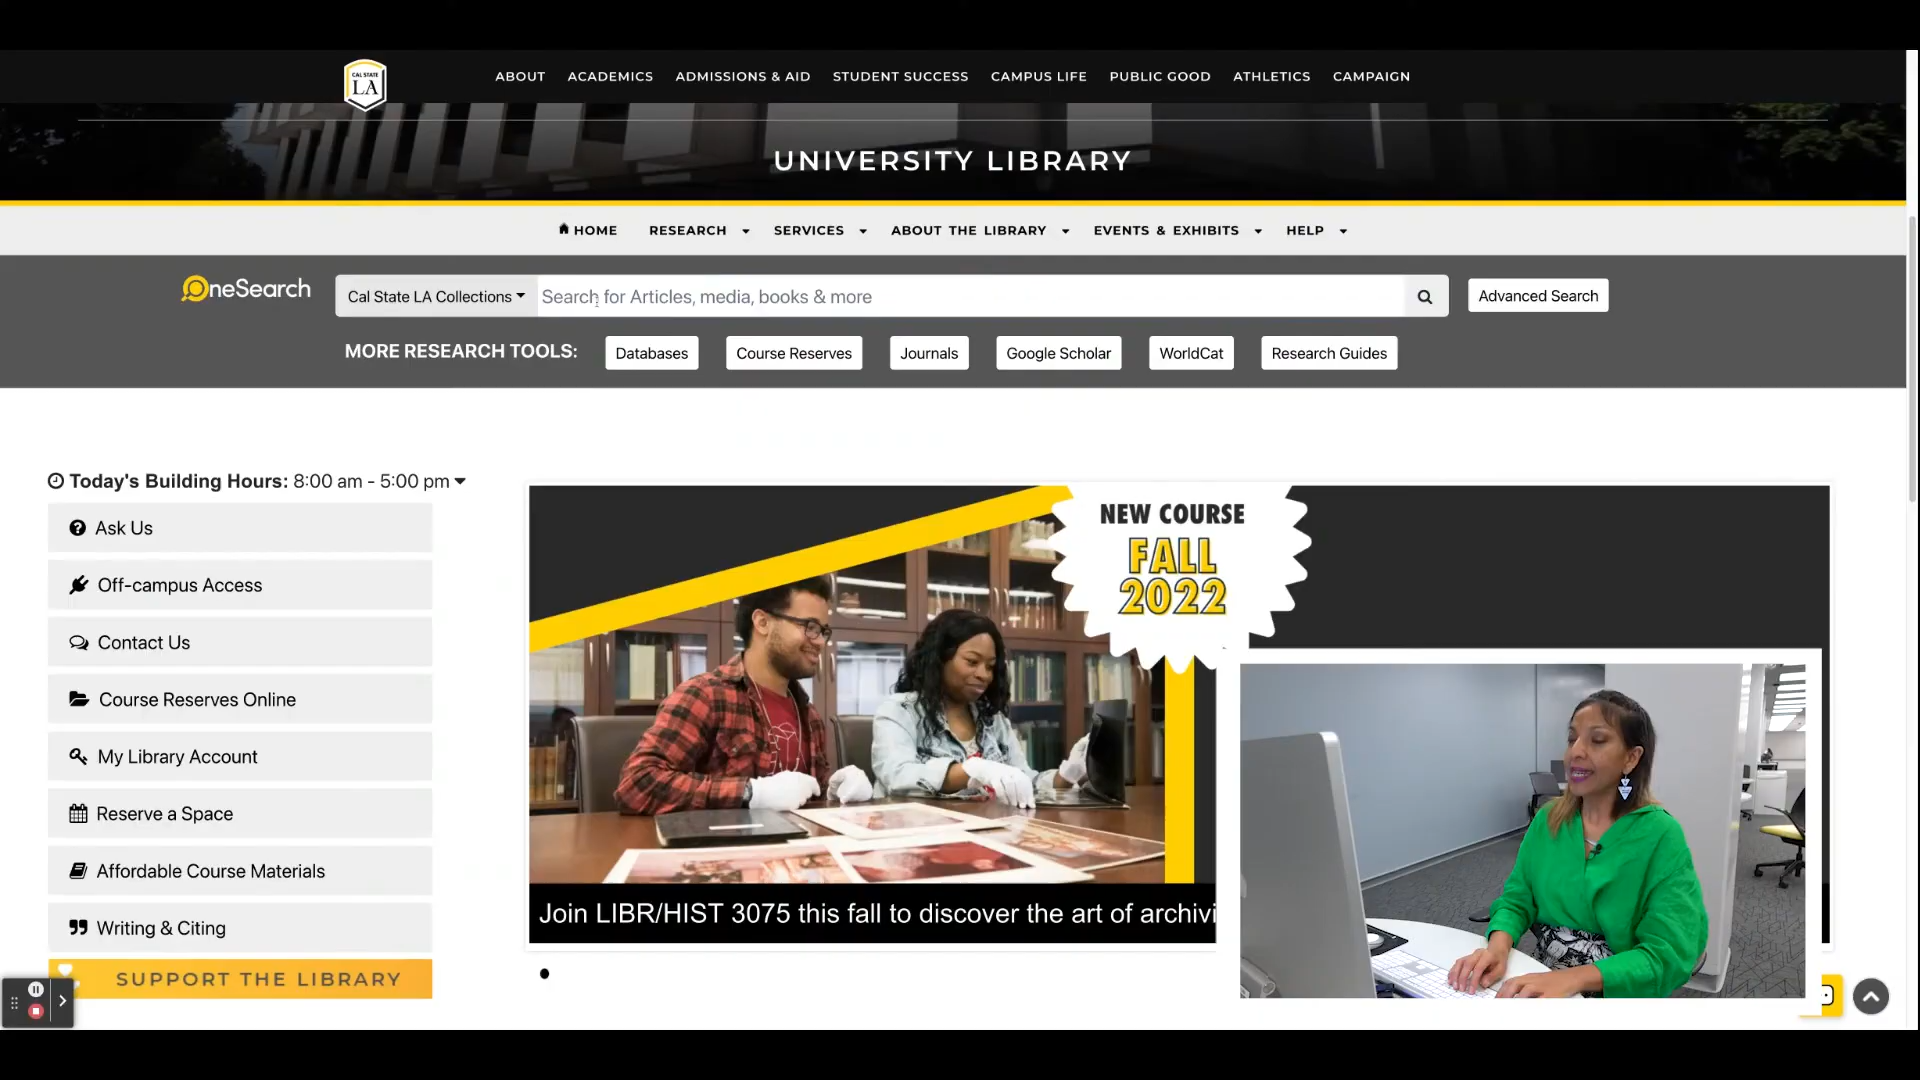 CAL STATE
LA
ABOUT ACADEMICS ADMISSIONS & AID STUDENT SUCCESS CAMPUS LIFE PUBLIC GOOD ATHLETICS CAMPAIGN
UNIVERSITY LIBRARY
HOME RESEARCH SERVICES ABOUT THE LIBRARY EVENTS & EXHIBITS HELP
OneSearch Cal State LA Collections Search for Articles, media, books & more Advanced Search
MORE RESEARCH TOOLS: Databases Course Reserves Journals Google Scholar WorldCat Research Guides
Today's Building Hours: 8:00 am - 5:00 pm
Ask Us
Off-campus Access
Contact Us
Course Reserves Online
My Library Account
Reserve a Space
Affordable Course Materials
Writing & Citing
SUPPORT THE LIBRARY
NEW COURSE
FALL
2022
Join LIBR/HIST 3075 this fall to discover the art of archivi